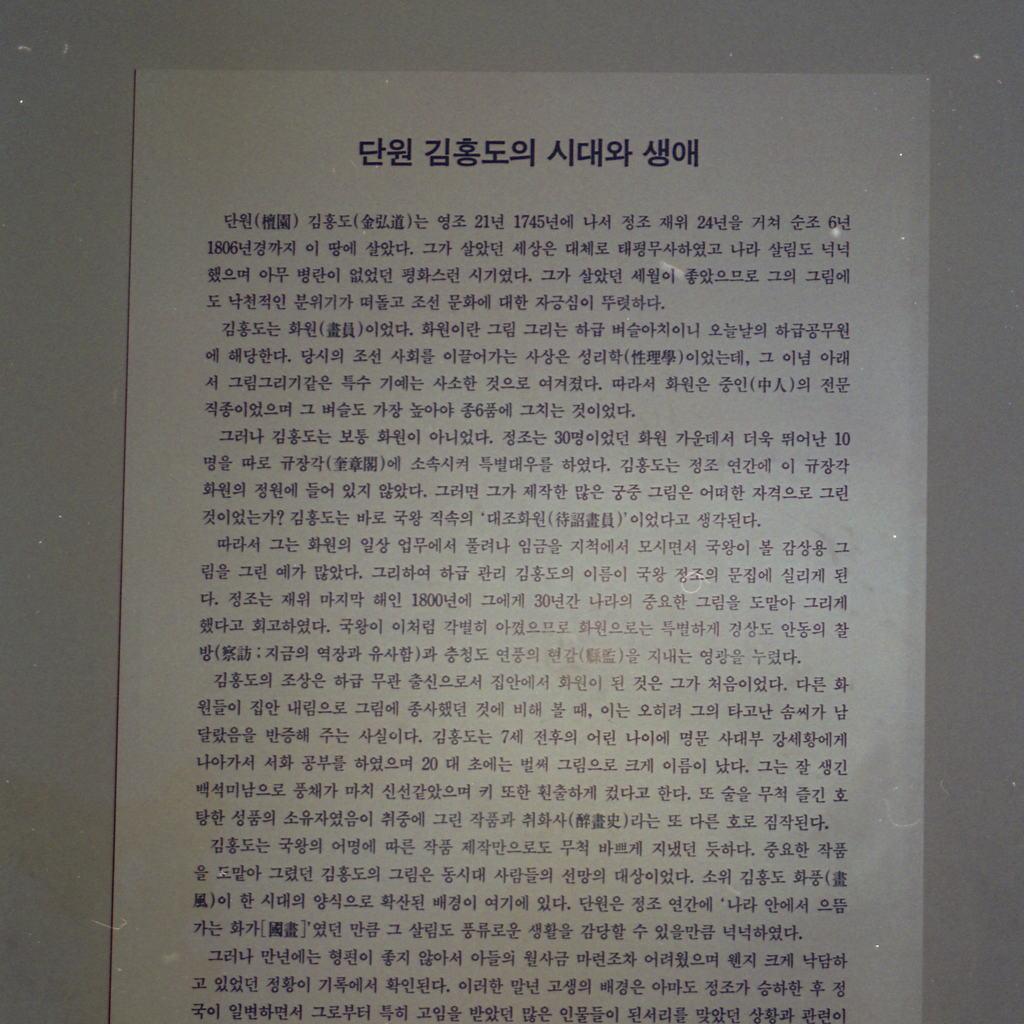 단원 김홍도의 시대와 생애
단원(檀園) 김홍도(金弘道)는 영조 21년 1745년에 나서 정조 재위 24년을 거쳐 순조 6년
1806년경까지 이 땅에 살았다. 그가 살았던 세상은 대체로 태평무사하였고 나라 살림도 넉넉
했으며 아무 병란이 없었던 평화스런 시기였다. 그가 살았던 세월이 좋았으므로 그의 그림에
도 낙천적인 분위기가 떠돌고 조선 문화에 대한 자긍심이 뚜렷하다.
김홍도는 화원(畫員)이었다. 화원이란 그림 그리는 하급 벼슬아치이니 오늘날의 하급공무원
에 해당한다. 당시의 조선 사회를 이끌어가는 사상은 성리학(性理學)이었는데, 그 이념 아래
서 그림그리기같은 특수 기예는 사소한 것으로 여겨졌다. 따라서 화원은 중인(中人)의 전문
직종이었으며 그 벼슬도 가장 높아야 종6품에 그치는 것이었다.
그러나 김홍도는 보통 화원이 아니었다. 정조는 30명이었던 화원 가운데서 더욱 뛰어난 10
명을 따로 규장각(奎章閣)에 소속시켜 특별대우를 하였다. 김홍도는 정조 연간에 이 규장각
화원의 정원에 들어 있지 않았다. 그러면 그가 제작한 많은 궁중 그림은 어떠한 자격으로 그린
것이었는가? 김홍도는 바로 국왕 직속의 '대조화원(待詔畫員)'이었다고 생각된다.
따라서 그는 화원의 일상 업무에서 풀려나 임금을 지척에서 모시면서 국왕이 볼 감상용 그
림을 그린 예가 많았다. 그리하여 하급 관리 김홍도의 이름이 국왕 정조의 문집에 실리게 된
다. 정조는 재위 마지막 해인 1800년에 그에게 30년간 나라의 중요한 그림을 도맡아 그리게
했다고 회고하였다. 국왕이 이처럼 각별히 아꼈으므로 화원으로는 특별하게 경상도 안동의 찰
방(察訪 ; 지금의 역장과 유사함)과 충청도 연풍의 현감(縣監)을 지내는 영광을 누렸다.
김홍도의 조상은 하급 무관 출신으로서 집안에서 화원이 된 것은 그가 처음이었다. 다른 화
원들이 집안 내림으로 그림에 종사했던 것에 비해 볼 때, 이는 오히려 그의 타고난 솜씨가 남
달랐음을 반증해 주는 사실이다. 김홍도는 7세 전후의 어린 나이에 명문 사대부 강세황에게
나아가서 서화 공부를 하였으며 20 대 초에는 벌써 그림으로 크게 이름이 났다. 그는 잘 생긴
백석미남으로 풍채가 마치 신선같았으며 키 또한 훤출하게 컸다고 한다. 또 술을 무척 즐긴 호
탕한 성품의 소유자였음이 취중에 그린 작품과 취화사(醉畫史)라는 또 다른 호로 짐작된다.
김홍도는 국왕의 어명에 따른 작품 제작만으로도 무척 바쁘게 지냈던 듯하다. 중요한 작품
을 도맡아 그렸던 김홍도의 그림은 동시대 사람들의 선망의 대상이었다. 소위 김홍도 화풍(畫
風)이 한 시대의 양식으로 확산된 배경이 여기에 있다. 단원은 정조 연간에 '나라 안에서 으뜸
가는 화가[國畫]'였던 만큼 그 살림도 풍류로운 생활을 감당할 수 있을만큼 넉넉하였다.
그러나 만년에는 형편이 좋지 않아서 아들의 월사금 마련조차 어려웠으며 웬지 크게 낙담하
고 있었던 정황이 기록에서 확인된다. 이러한 말년 고생의 배경은 아마도 정조가 승하한 후 정
국이 일변하면서 그로부터 특히 고임을 받았던 많은 인물들이 된서리를 맞았던 상황과 관련이